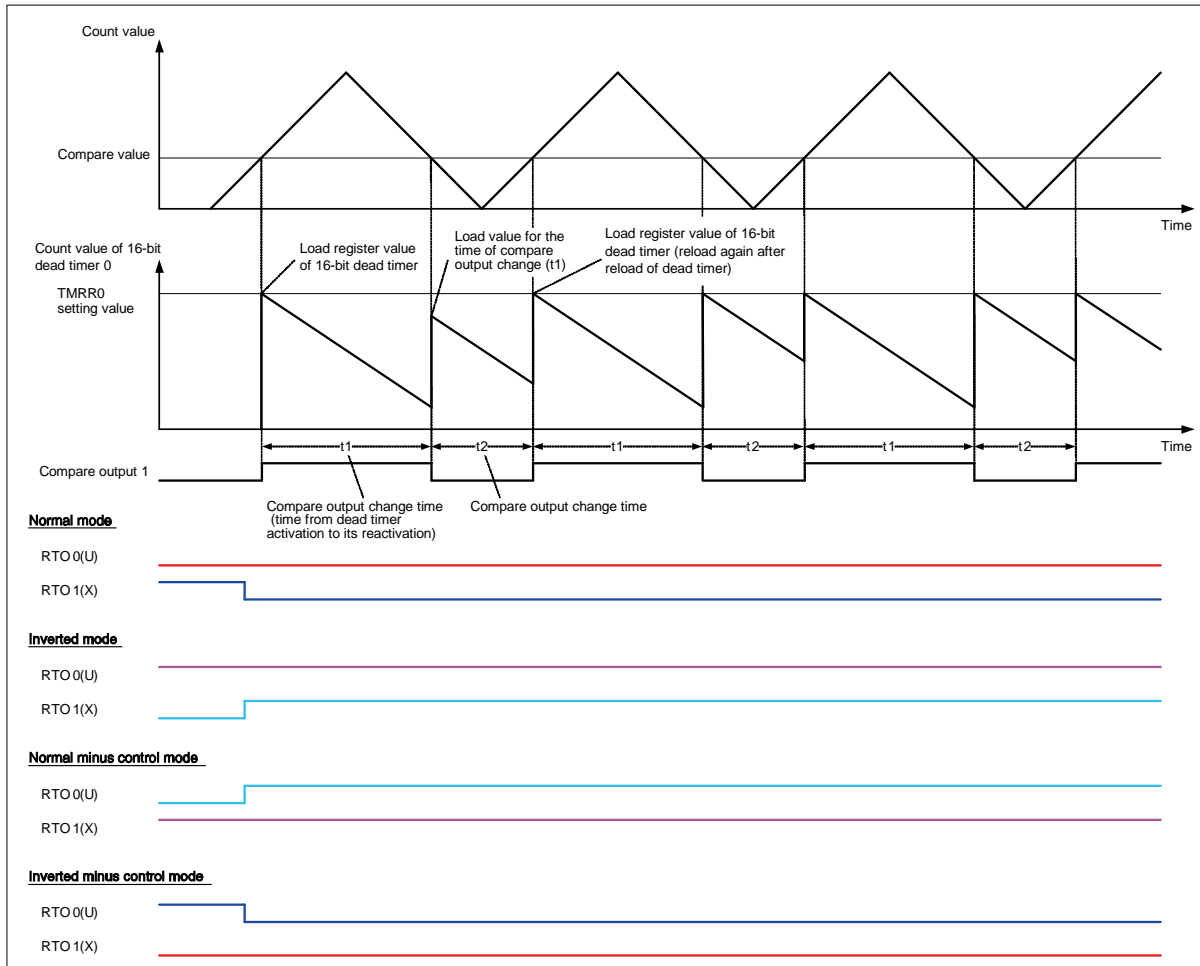 Count value
Compare value
Time
Count value of 16-bit
dead timer 0
TMRR0
setting value
Load register value
of 16-bit dead timer
Load value for the
time of compare
output change (t1)
Load register value of 16-bit
dead timer (reload again after
reload of dead timer)
t1
t2
t1
t2
t1
t2
Time
Compare output 1
Compare output change time
(time from dead timer
activation to its reactivation)
Compare output change time
Normal mode
RTO 0(U)
RTO 1(X)
Inverted mode
RTO 0(U)
RTO 1(X)
Normal minus control mode
RTO 0(U)
RTO 1(X)
Inverted minus control mode
RTO 0(U)
RTO 1(X)